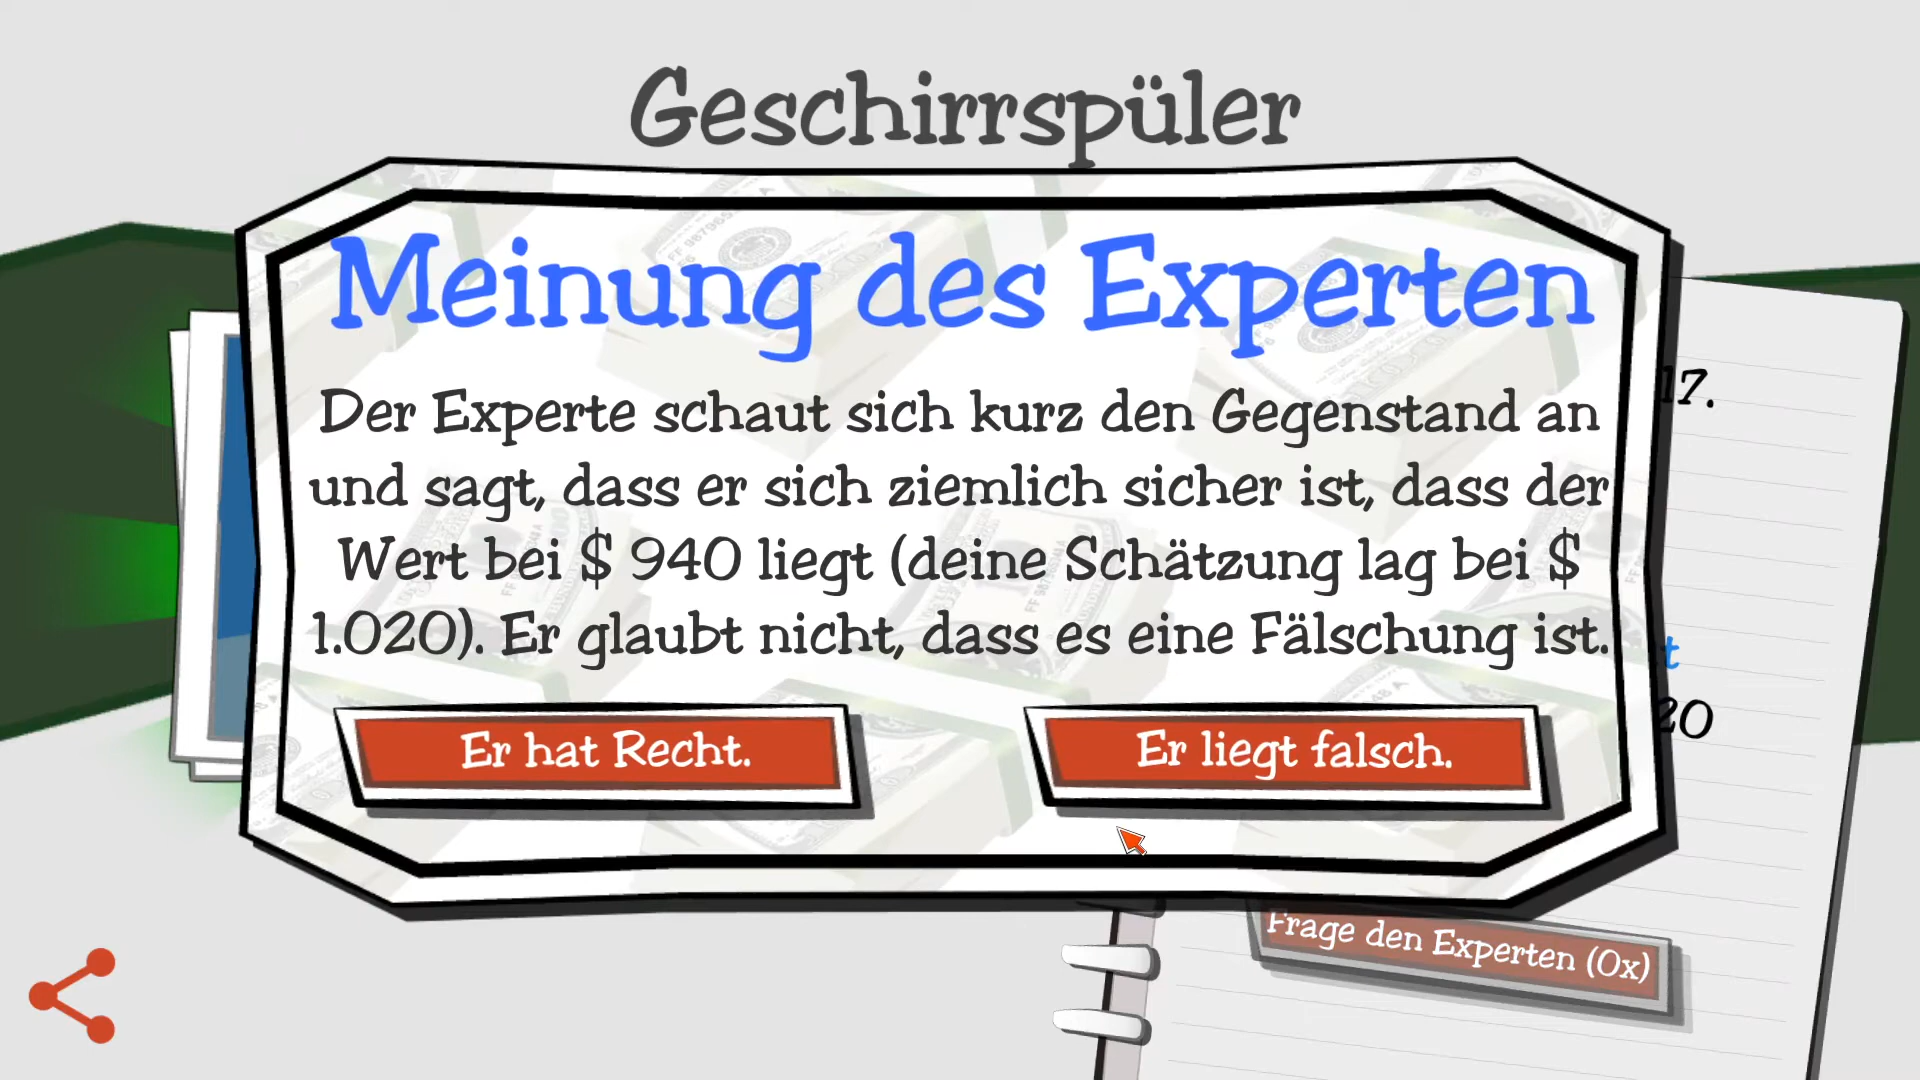 Geschirrspüler
Meinung des Experten
Der Experte schaut sich kurz den Gegenstand an
und sagt, dass er sich ziemlich sicher ist, dass der
Wert bei $ 940 liegt (deine Schätzung lag bei $
1.020). Er glaubt nicht, dass es eine Fälschung ist.
Er hat Recht.
Er liegt falsch.
17.
t
20
Frage den Experten (0x)